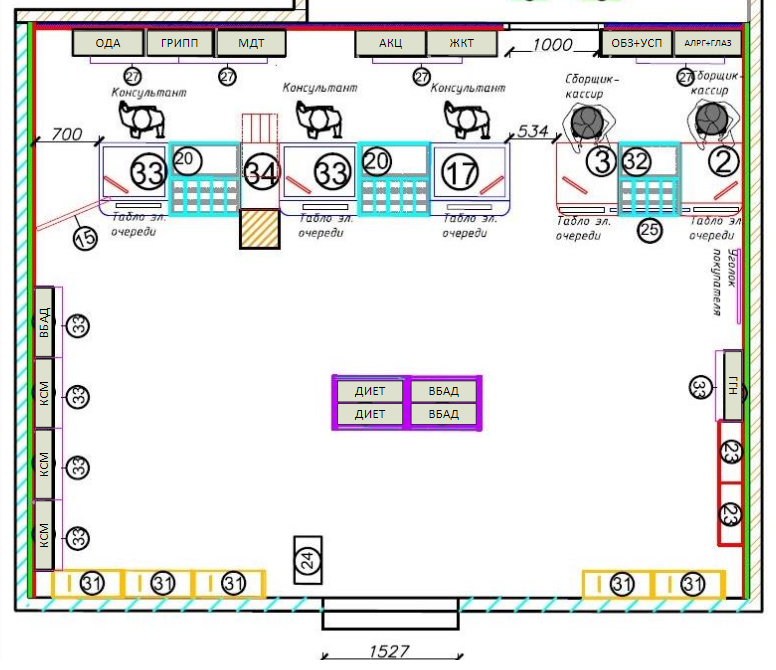 ОДА
ГРИПП
МДТ
АКЦ
ЖКТ
1000
ОБЗ+УСП
АЛРГ+ГЛАЗ
27
27
27
27
Консультант
Консультант
Консультант
Сборщик-
кассир
Сборщик-
кассир
700
534
33
20
34
33
20
17
3
32
2
Табло эл.
очереди
Табло эл.
очереди
Табло эл.
очереди
Табло эл.
очереди
Табло эл.
очереди
15
25
Уголок
покупателя
ВБАД
33
КСМ
33
КСМ
33
КСМ
33
ДИЕТ
ВБАД
ДИЕТ
ВБАД
ГГН
33
23
23
24
31
31
31
31
31
1527